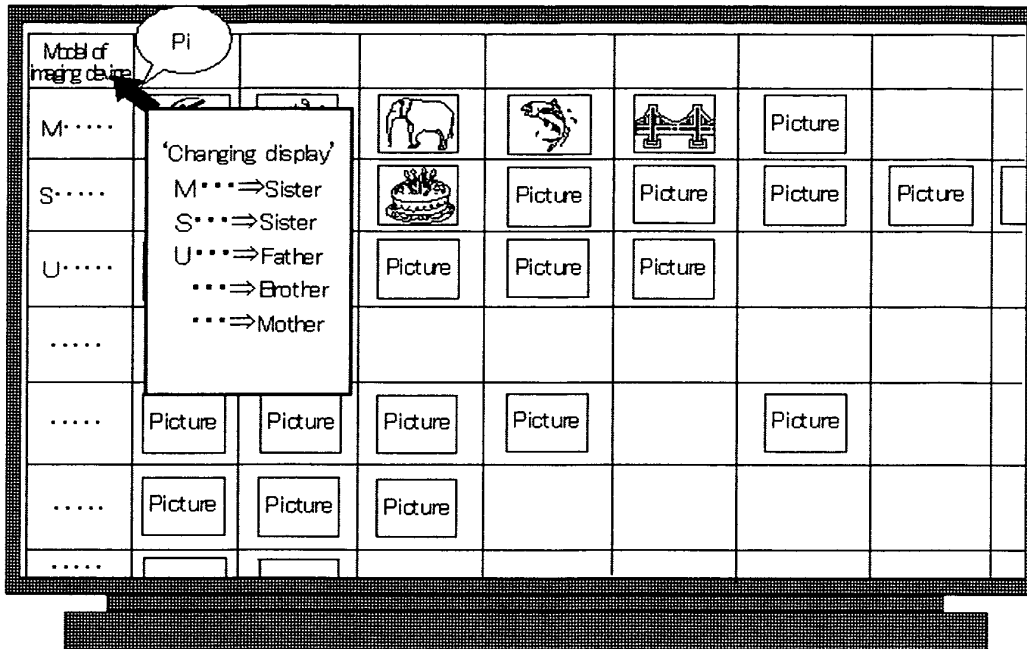 Pi
Model of
imaging device
M・・・・・
Picture
'Changing display'
M・・・⇒Sister
S・・・⇒Sister
U・・・⇒Father
・・・⇒Brother
・・・⇒Mother
S・・・・・
Picture Picture Picture Picture
U・・・・・
Picture Picture Picture
・・・・・
・・・・・
Picture Picture Picture Picture Picture
・・・・・
Picture Picture Picture
・・・・・